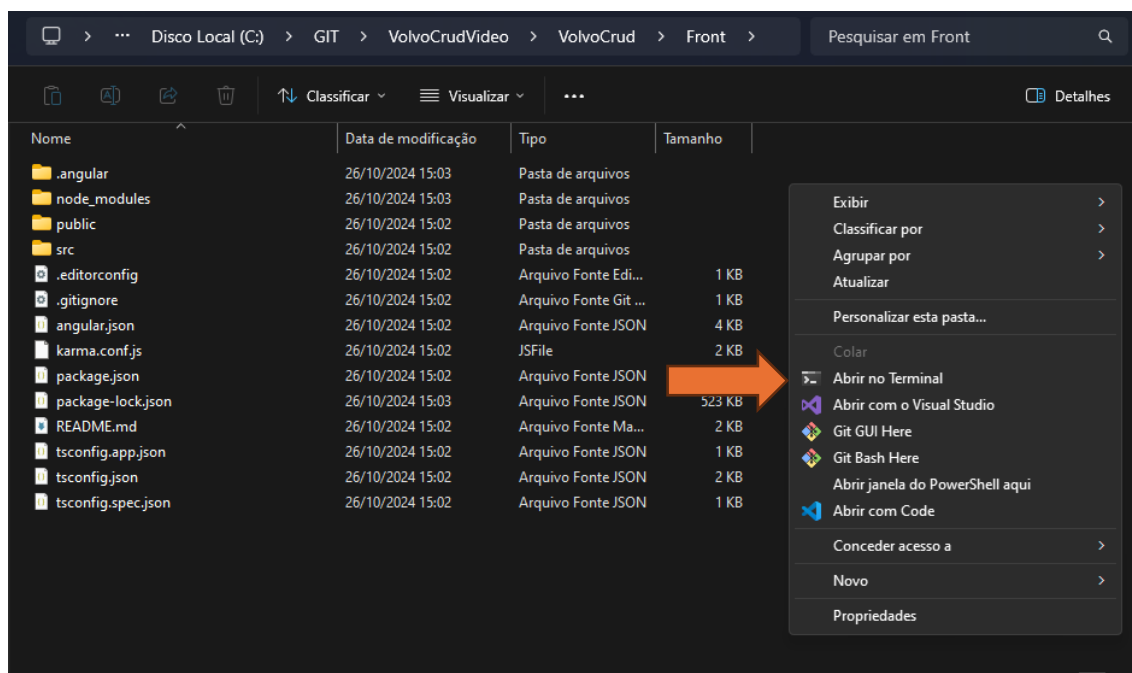 Disco Local (C:) > GIT > VolvoCrudVideo > VolvoCrud > Front > Pesquisar em Front
Classificar Visualizar ... Detalhes
Nome Data de modificação Tipo Tamanho
.angular 26/10/2024 15:03 Pasta de arquivos
node_modules 26/10/2024 15:03 Pasta de arquivos
public 26/10/2024 15:02 Pasta de arquivos
src 26/10/2024 15:02 Pasta de arquivos
.editorconfig 26/10/2024 15:02 Arquivo Fonte Edi... 1 KB
.gitignore 26/10/2024 15:02 Arquivo Fonte Git ... 1 KB
angular.json 26/10/2024 15:02 Arquivo Fonte JSON 4 KB
karma.conf.js 26/10/2024 15:02 JSFile 2 KB
package.json 26/10/2024 15:02 Arquivo Fonte JSON
package-lock.json 26/10/2024 15:03 Arquivo Fonte JSON 523 KB
README.md 26/10/2024 15:02 Arquivo Fonte Ma... 2 KB
tsconfig.app.json 26/10/2024 15:02 Arquivo Fonte JSON 1 KB
tsconfig.json 26/10/2024 15:02 Arquivo Fonte JSON 2 KB
tsconfig.spec.json 26/10/2024 15:02 Arquivo Fonte JSON 1 KB
Exibir
Classificar por
Agrupar por
Atualizar
Personalizar esta pasta...
Colar
Abrir no Terminal
Abrir com o Visual Studio
Git GUI Here
Git Bash Here
Abrir janela do PowerShell aqui
Abrir com Code
Conceder acesso a
Novo
Propriedades